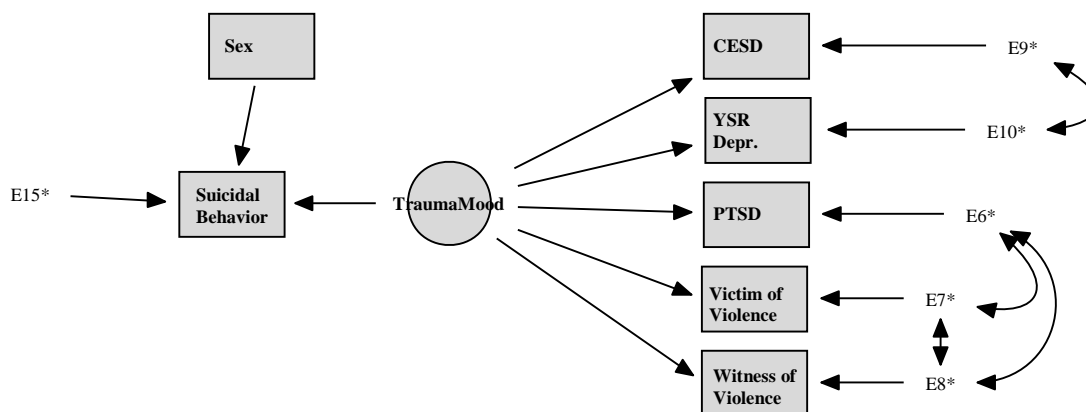 Sex
CESD
E9*
YSR
Depr.
E10*
E15*
Suicidal
Behavior
TraumaMood
PTSD
E6*
Victim of
Violence
E7*
Witness of
Violence
E8*